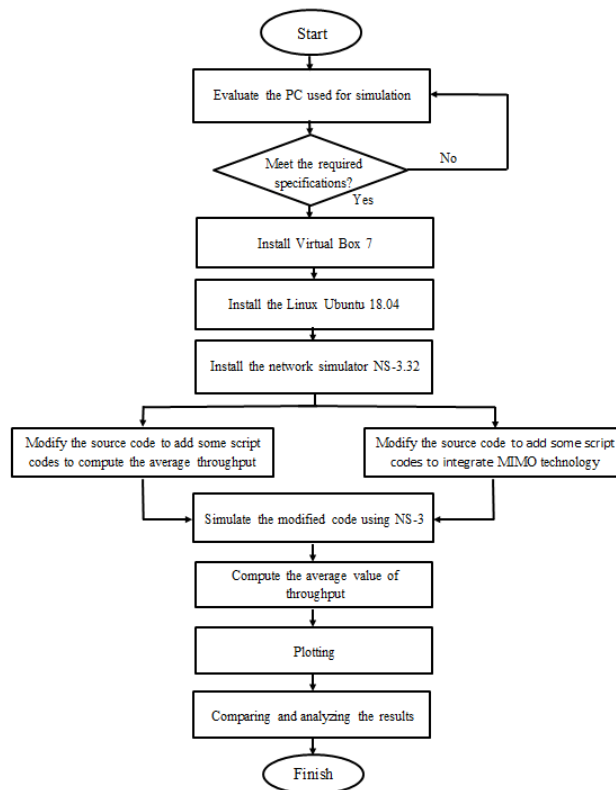 Start
Evaluate the PC used for simulation
Meet the required
specifications?
No
Yes
Install Virtual Box 7
Install the Linux Ubuntu 18.04
Install the network simulator NS-3.32
Modify the source code to add some script
codes to compute the average throughput
Modify the source code to add some script
codes to integrate MIMO technology
Simulate the modified code using NS-3
Compute the average value of
throughput
Plotting
Comparing and analyzing the results
Finish